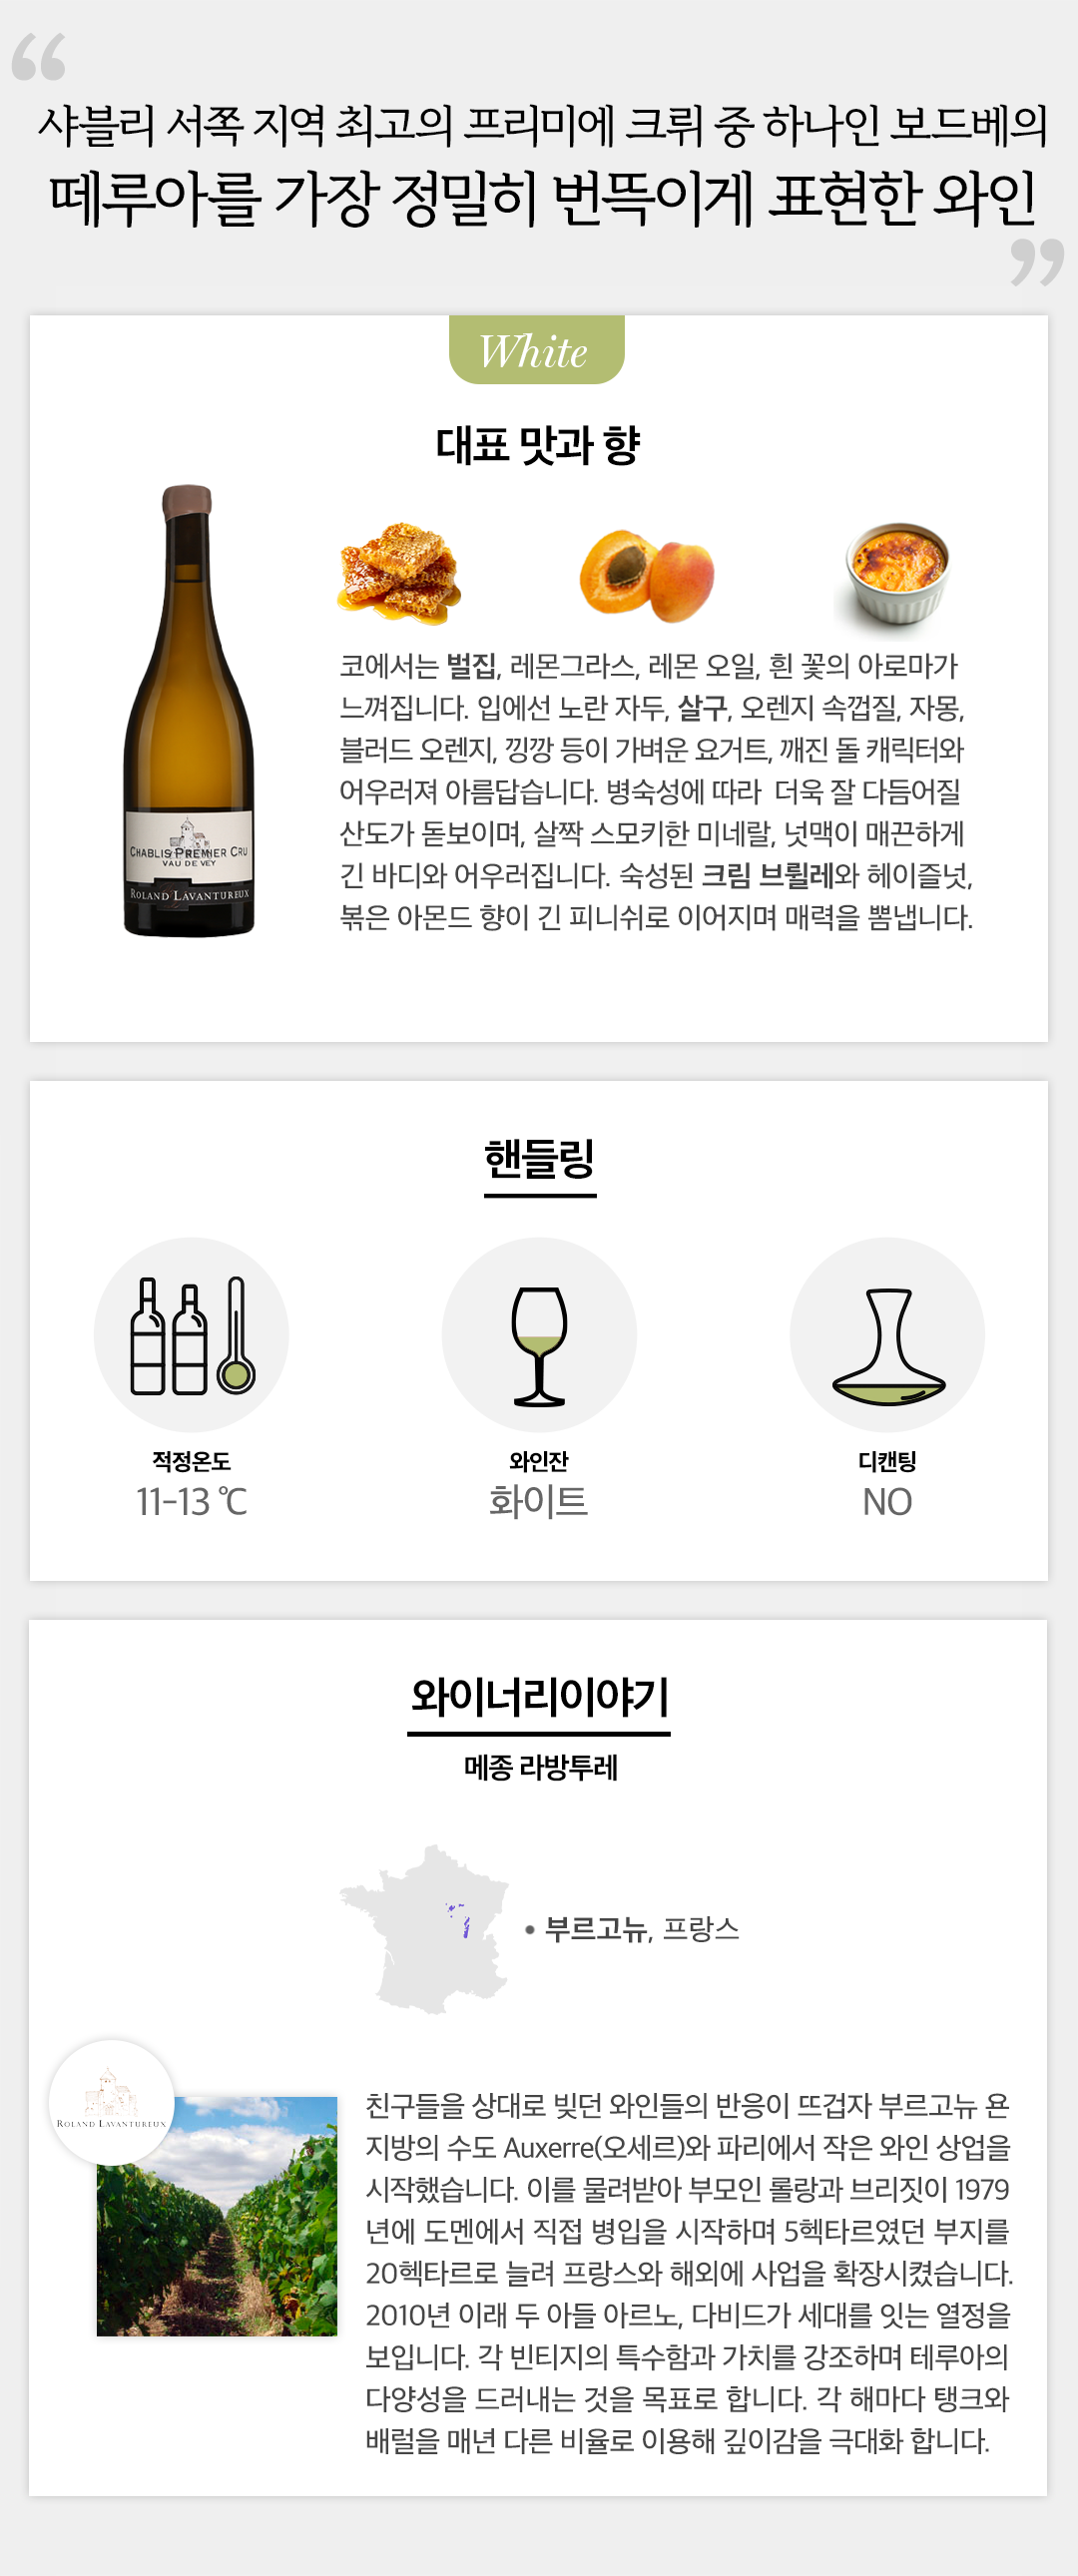 “
샤블리 서쪽 지역 최고의 프리미에 크뤼 중 하나인 보드베의
떼루아를 가장 정밀히 번뜩이게 표현한 와인
”
White
대표 맛과 향
코에서는 벌집, 레몬그라스, 레몬 오일, 흰 꽃의 아로마가
느껴집니다. 입에선 노란 자두, 살구, 오렌지 속껍질, 자몽,
블러드 오렌지, 낑깡 등이 가벼운 요거트, 깨진 돌 캐릭터와
어우러져 아름답습니다. 병숙성에 따라 더욱 잘 다듬어질
산도가 돋보이며, 살짝 스모키한 미네랄, 넛맥이 매끈하게
긴 바디와 어우러집니다. 숙성된 크림 브륄레와 헤이즐넛,
볶은 아몬드 향이 긴 피니쉬로 이어지며 매력을 뽐냅니다.
CHABLIS PREMIER CRU
VAU DE VEY
ROLAND LAVANTUREUX
핸들링
적정온도
11-13 ℃
와인잔
화이트
디캔팅
NO
와이너리이야기
메종 라방투레
• 부르고뉴, 프랑스
ROLAND LAVANTUREUX
친구들을 상대로 빚던 와인들의 반응이 뜨겁자 부르고뉴 욘
지방의 수도 Auxerre(오세르)와 파리에서 작은 와인 상업을
시작했습니다. 이를 물려받아 부모인 롤랑과 브리짓이 1979
년에 도멘에서 직접 병입을 시작하며 5헥타르였던 부지를
20헥타르로 늘려 프랑스와 해외에 사업을 확장시켰습니다.
2010년 이래 두 아들 아르노, 다비드가 세대를 잇는 열정을
보입니다. 각 빈티지의 특수함과 가치를 강조하며 테루아의
다양성을 드러내는 것을 목표로 합니다. 각 해마다 탱크와
배럴을 매년 다른 비율로 이용해 깊이감을 극대화 합니다.